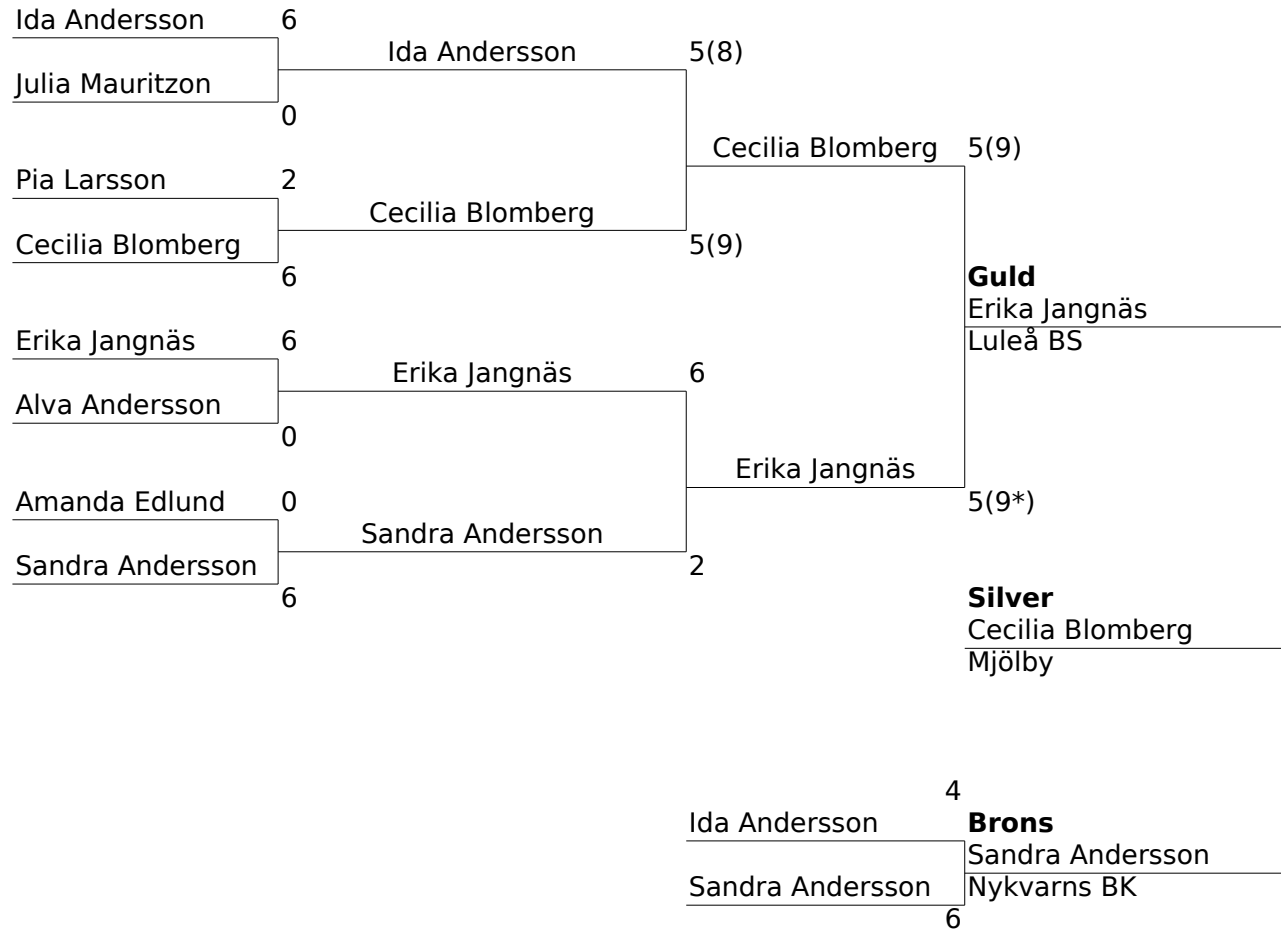 Ida Andersson 6
Ida Andersson 5(8)
Julia Mauritzon
0
Cecilia Blomberg 5(9)
Pia Larsson 2
Cecilia Blomberg
Cecilia Blomberg 5(9)
6
Guld
Erika Jangnäs
Luleå BS
Erika Jangnäs 6
Erika Jangnäs 6
Alva Andersson
0
Erika Jangnäs
Amanda Edlund 0 5(9*)
Sandra Andersson
Sandra Andersson 2
6
Silver
Cecilia Blomberg
Mjölby
4
Ida Andersson Brons
Sandra Andersson
Sandra Andersson Nykvarns BK
6